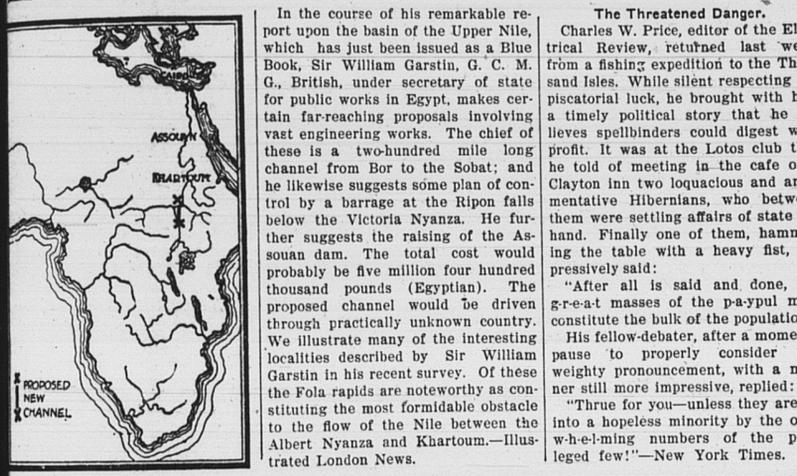 CAIRO
ASSOUAN
KHARTOUM
PROPOSED
NEW
CHANNEL
In the course of his remarkable re-
port upon the basin of the Upper Nile,
which has just been issued as a Blue
Book, Sir William Garstin, G. C. M.
G., British, under secretary of state
for public works in Egypt, makes cer-
tain far-reaching proposals involving
vast engineering works. The chief of
these is a two-hundred mile long
channel from Bor to the Sobat; and
he likewise suggests some plan of con-
trol by a barrage at the Ripon falls
below the Victoria Nyanza. He fur-
ther suggests the raising of the As-
souan dam. The total cost would
probably be five million four hundred
thousand pounds (Egyptian). The
proposed channel would be driven
through practically unknown country.
We illustrate many of the interesting
localities described by Sir William
Garstin in his recent survey. Of these
the Fola rapids are noteworthy as con-
stituting the most formidable obstacle
to the flow of the Nile between the
Albert Nyanza and Khartoum.—Illus-
trated London News.
The Threatened Danger.
Charles W. Price, editor of the El
trical Review, returned last we
from a fishing expedition to the Th
sand Isles. While silent respecting
piscatorial luck, he brought with h
a timely political story that he
lieves spellbinders could digest w
profit. It was at the Lotos club t
he told of meeting in the cafe o
Clayton inn two loquacious and ar
mentative Hibernians, who betwe
them were settling affairs of state
hand. Finally one of them, hamm
ing the table with a heavy fist,
pressively said:
"After all is said and done,
g-r-e-a-t masses of the p-a-ypul m
constitute the bulk of the populatio
His fellow-debater, after a mome
pause to properly consider
weighty pronouncement, with a m
ner still more impressive, replied:
"Thrue for you—unless they are
into a hopeless minority by the o
w-h-e-l-ming numbers of the p
leged few!"—New York Times.